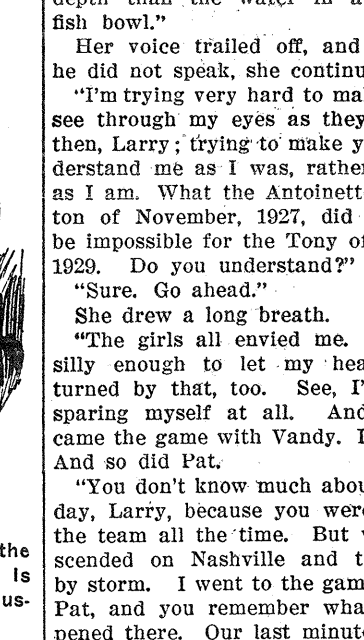 depth than the water in a
fish bowl."
Her voice trailed off, and
he did not speak, she continu
"I'm trying very hard to ma
see through my eyes as they
then, Larry; trying to make y
derstand me as I was, rather
as I am. What the Antoinett
ton of November, 1927, did
be impossible for the Tony of
1929. Do you understand?"
"Sure. Go ahead."
She drew a long breath.
"The girls all envied me.
silly enough to let my hea
turned by that, too. See, I'
sparing myself at all. And
came the game with Vandy. I
And so did Pat.
"You don't know much abou
day, Larry, because you were
the team all the time. But
scended on Nashville and t
by storm. I went to the gam
Pat, and you remember wha
pened there. Our last minut
the
Is
us-